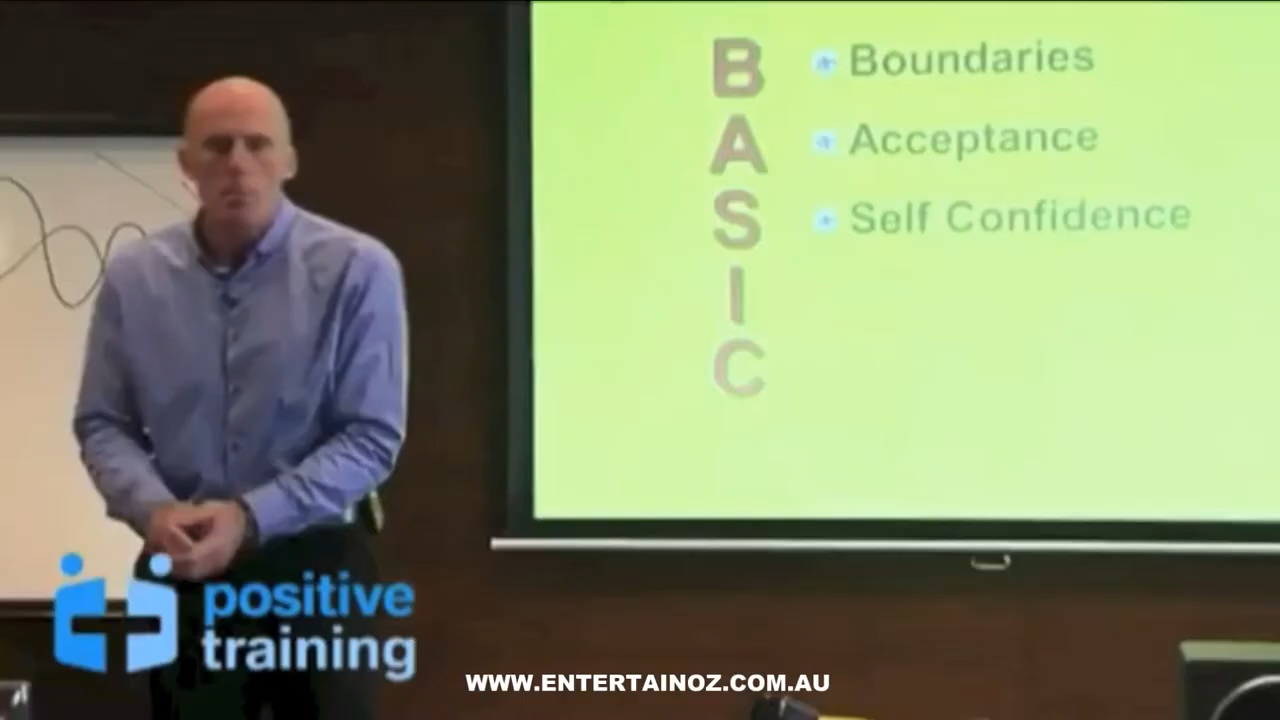 B
Boundaries
A
Acceptance
S
Self Confidence
I
C
positive
training
WWW.ENTERTAINOZ.COM.AU